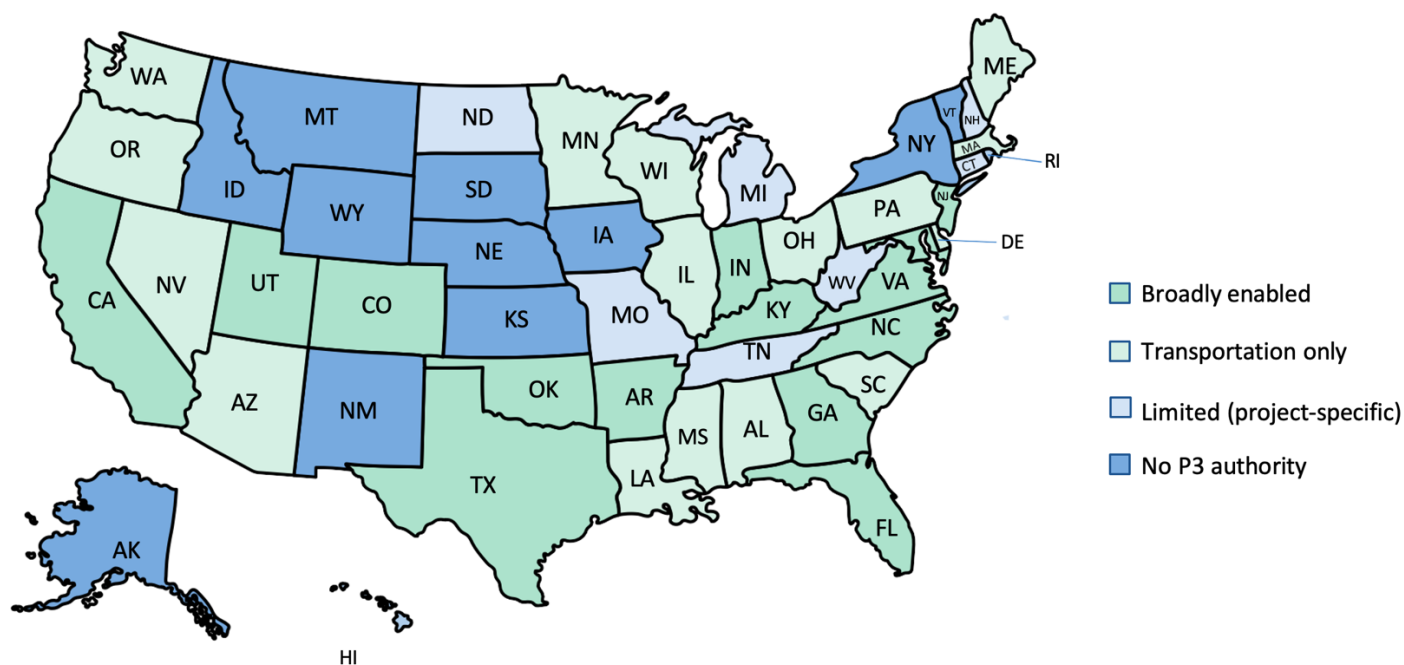 WA
MT
ND
MN
ME
VT
NH
NY
MA
CT
RI
OR
ID
SD
WI
MI
WY
IA
PA
NJ
NE
OH
DE
IL
IN
WV
VA
NV
UT
CO
CA
KS
MO
KY
TN
NC
AZ
NM
OK
AR
SC
MS
AL
GA
TX
LA
FL
AK
HI
Broadly enabled
Transportation only
Limited (project-specific)
No P3 authority